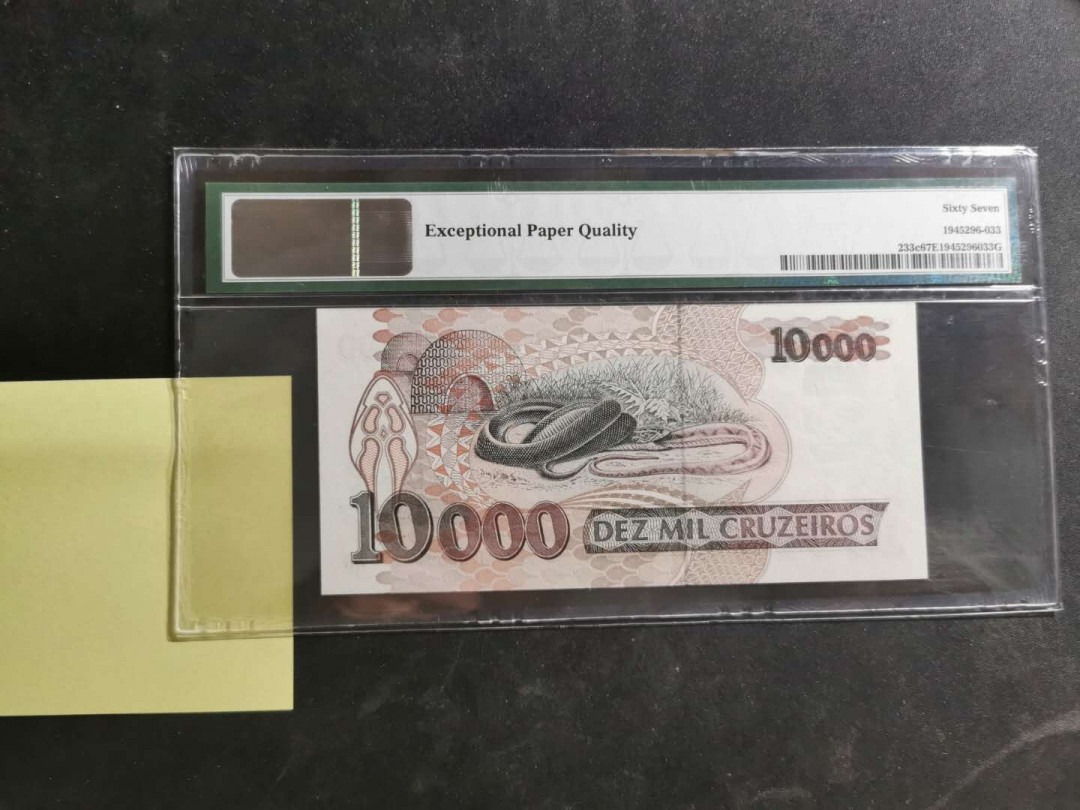 Exceptional Paper Quality
Sixty Seven
1945296-033
233c67E1945296033G
10000
10000
DEZ MIL CRUZEIROS